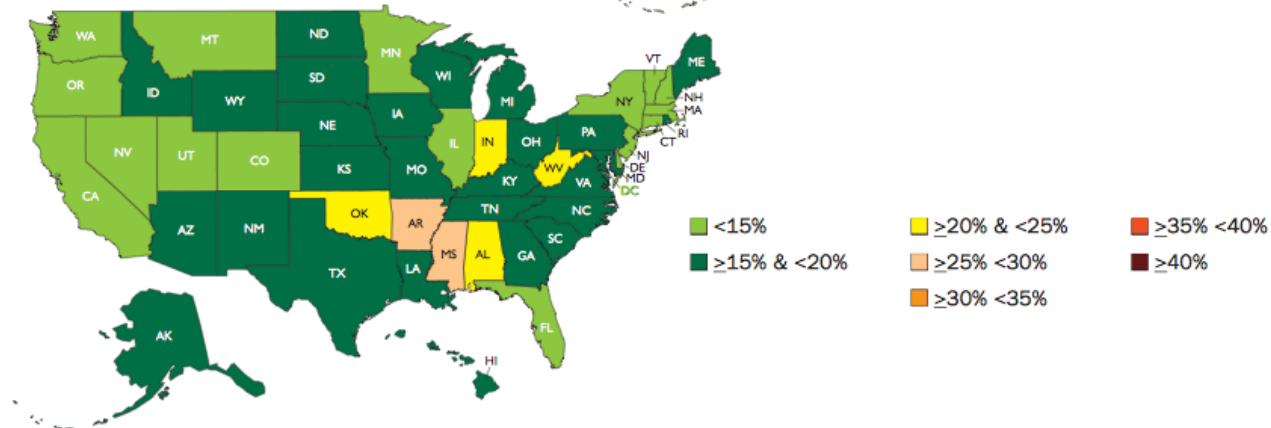 WA
MT
ND
MN
VT
ME
OR
ID
SD
WI
NY
NH
WY
MI
MA
IA
NE
PA
RI
CT
NV
UT
CO
IL
IN
OH
NJ
KS
MO
WV
DE
MD
KY
VA
DC
CA
OK
TN
NC
AZ
NM
AR
SC
<15%
≥20% & <25%
≥35% <40%
MS
AL
GA
TX
LA
≥15% & <20%
≥25% <30%
≥40%
≥30% <35%
FL
AK
HI